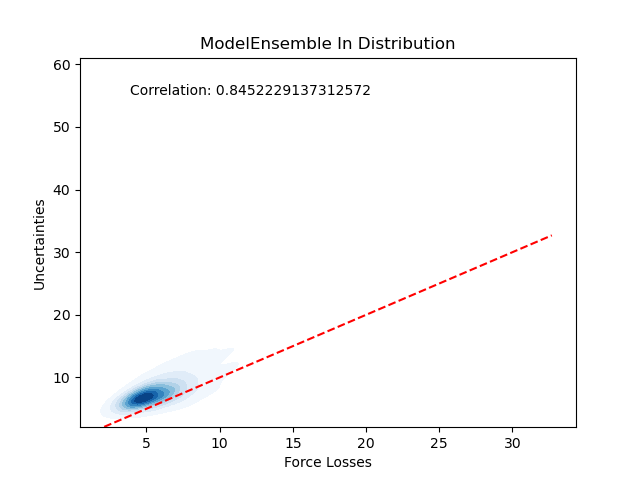 ModelEnsemble In Distribution
Correlation: 0.8452229137312572
Uncertainties
60
50
40
30
20
10
5 10 15 20 25 30
Force Losses